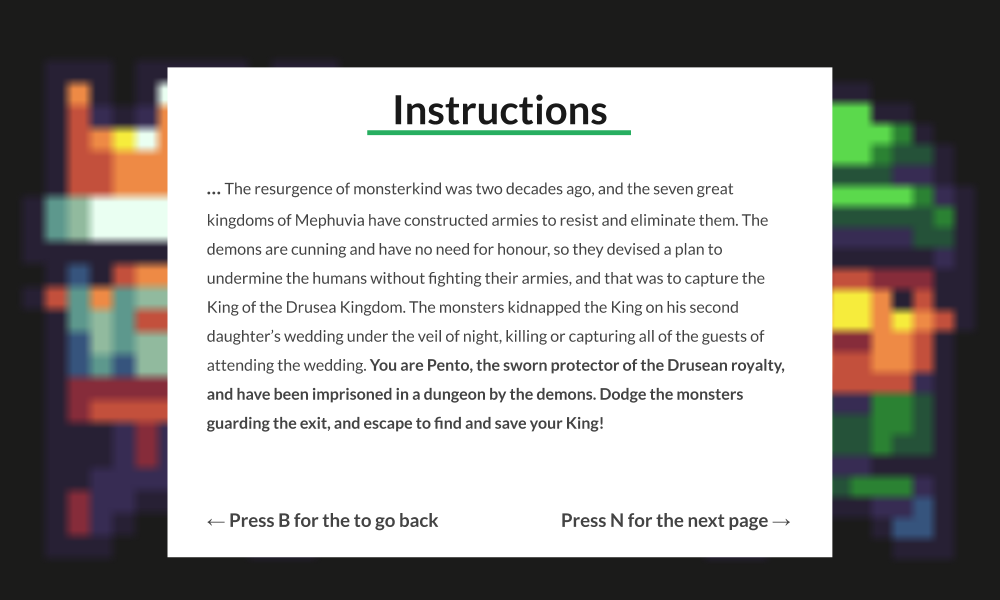 Instructions
... The resurgence of monsterkind was two decades ago, and the seven great
kingdoms of Mephuvia have constructed armies to resist and eliminate them. The
demons are cunning and have no need for honour, so they devised a plan to
undermine the humans without fighting their armies, and that was to capture the
King of the Drusea Kingdom. The monsters kidnapped the King on his second
daughter’s wedding under the veil of night, killing or capturing all of the guests of
attending the wedding. You are Pento, the sworn protector of the Drusean royalty,
and have been imprisoned in a dungeon by the demons. Dodge the monsters
guarding the exit, and escape to find and save your King!
← Press B for the to go back
Press N for the next page →